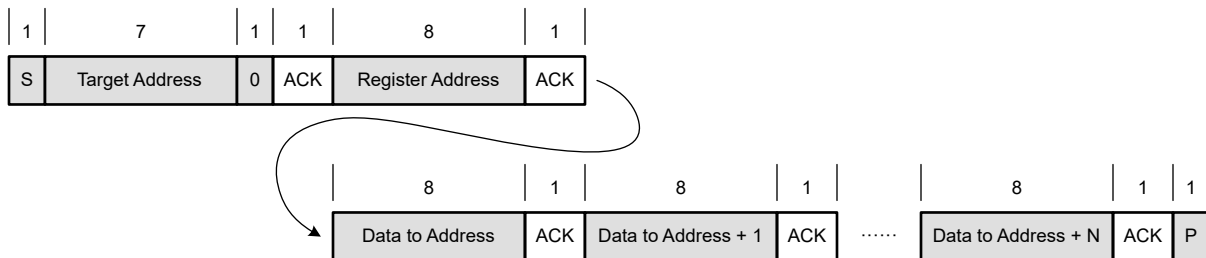 1 7 1 1 8 1
S Target Address 0 ACK Register Address ACK
8 1 8 1 8 1 1
Data to Address ACK Data to Address + 1 ACK ...... Data to Address + N ACK P